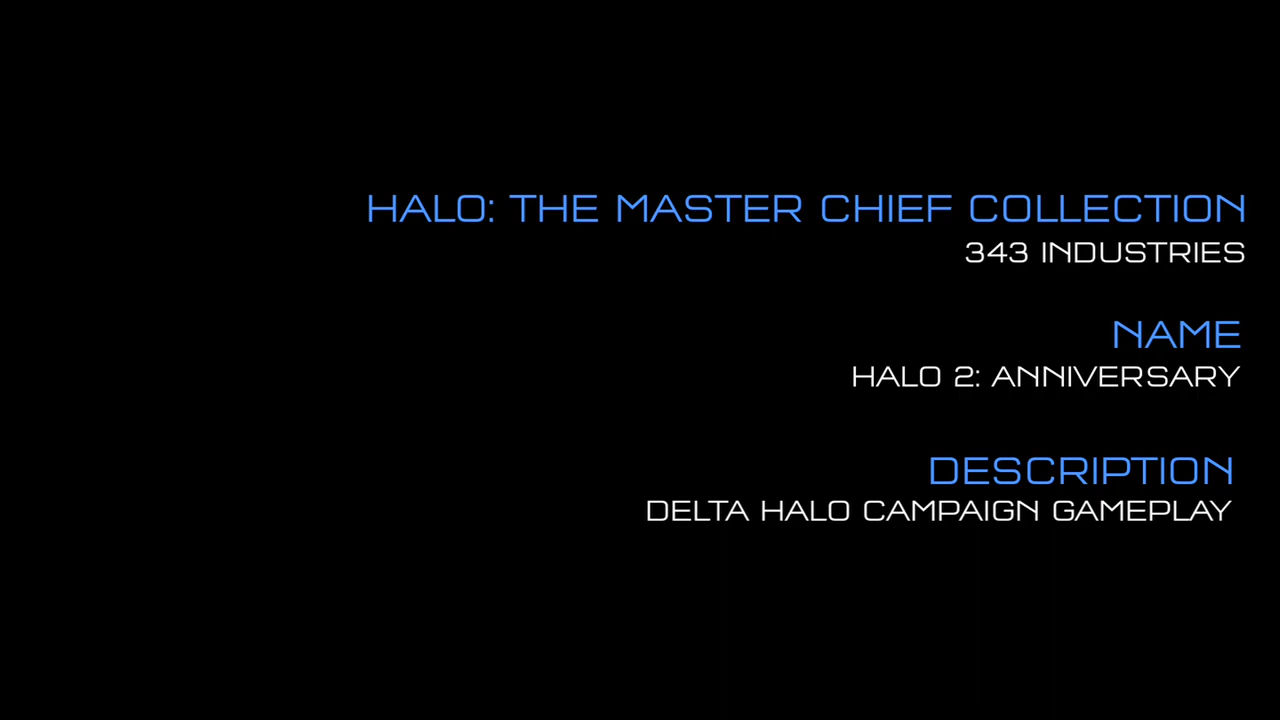 HALO: THE MASTER CHIEF COLLECTION
343 INDUSTRIES
NAME
HALO 2: ANNIVERSARY
DESCRIPTION
DELTA HALO CAMPAIGN GAMEPLAY